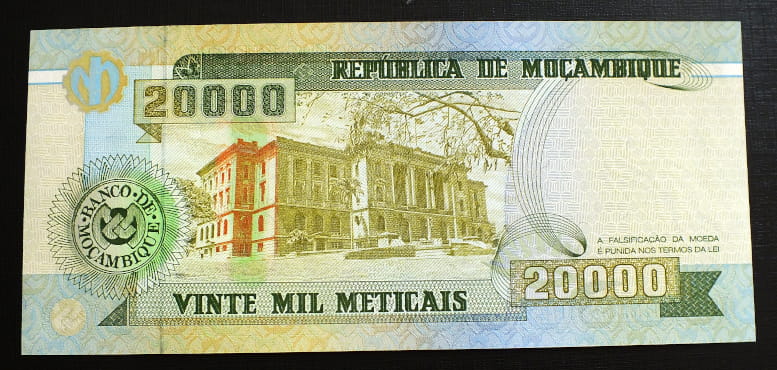 REPÚBLICA DE MOÇAMBIQUE
20000
BANCO · DE · MOÇAMBIQUE
A FALSIFICAÇÃO DA MOEDA
É PUNIDA NOS TERMOS DA LEI
20000
VINTE MIL METICAIS